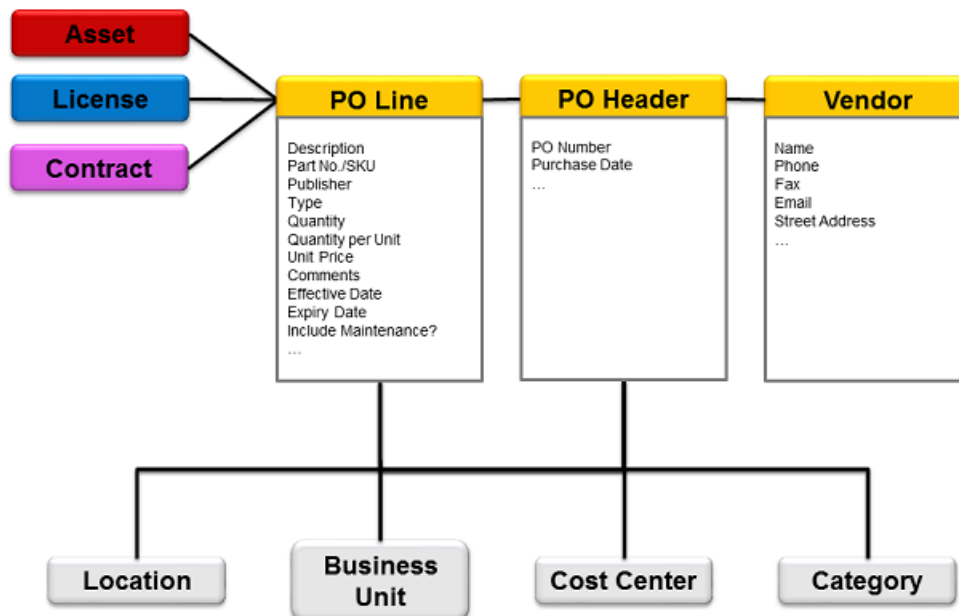 Asset
License
Contract
PO Line
Description
Part No./SKU
Publisher
Type
Quantity
Quantity per Unit
Unit Price
Comments
Effective Date
Expiry Date
Include Maintenance?
...
PO Header
PO Number
Purchase Date
...
Vendor
Name
Phone
Fax
Email
Street Address
...
Location
Business
Unit
Cost Center
Category